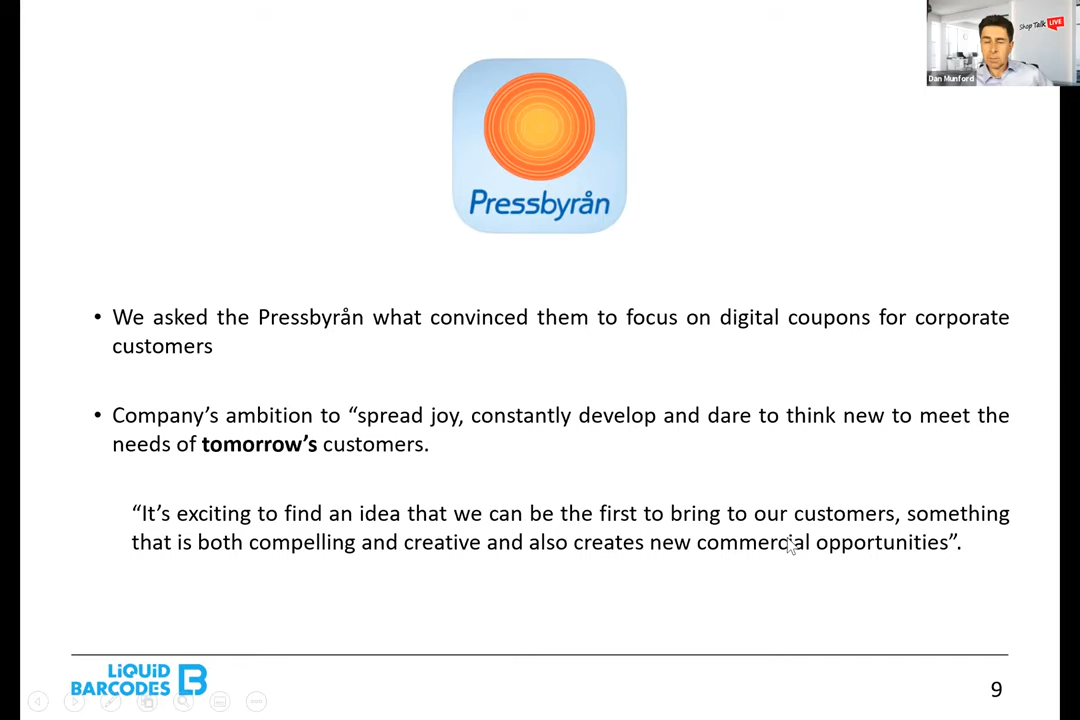 Shop Talk LIVE
Dan Munford
Pressbyrån
• We asked the Pressbyrån what convinced them to focus on digital coupons for corporate
customers
• Company’s ambition to “spread joy, constantly develop and dare to think new to meet the
needs of tomorrow’s customers.
“It’s exciting to find an idea that we can be the first to bring to our customers, something
that is both compelling and creative and also creates new commercial opportunities”.
LiQUiD
BARCODES
9